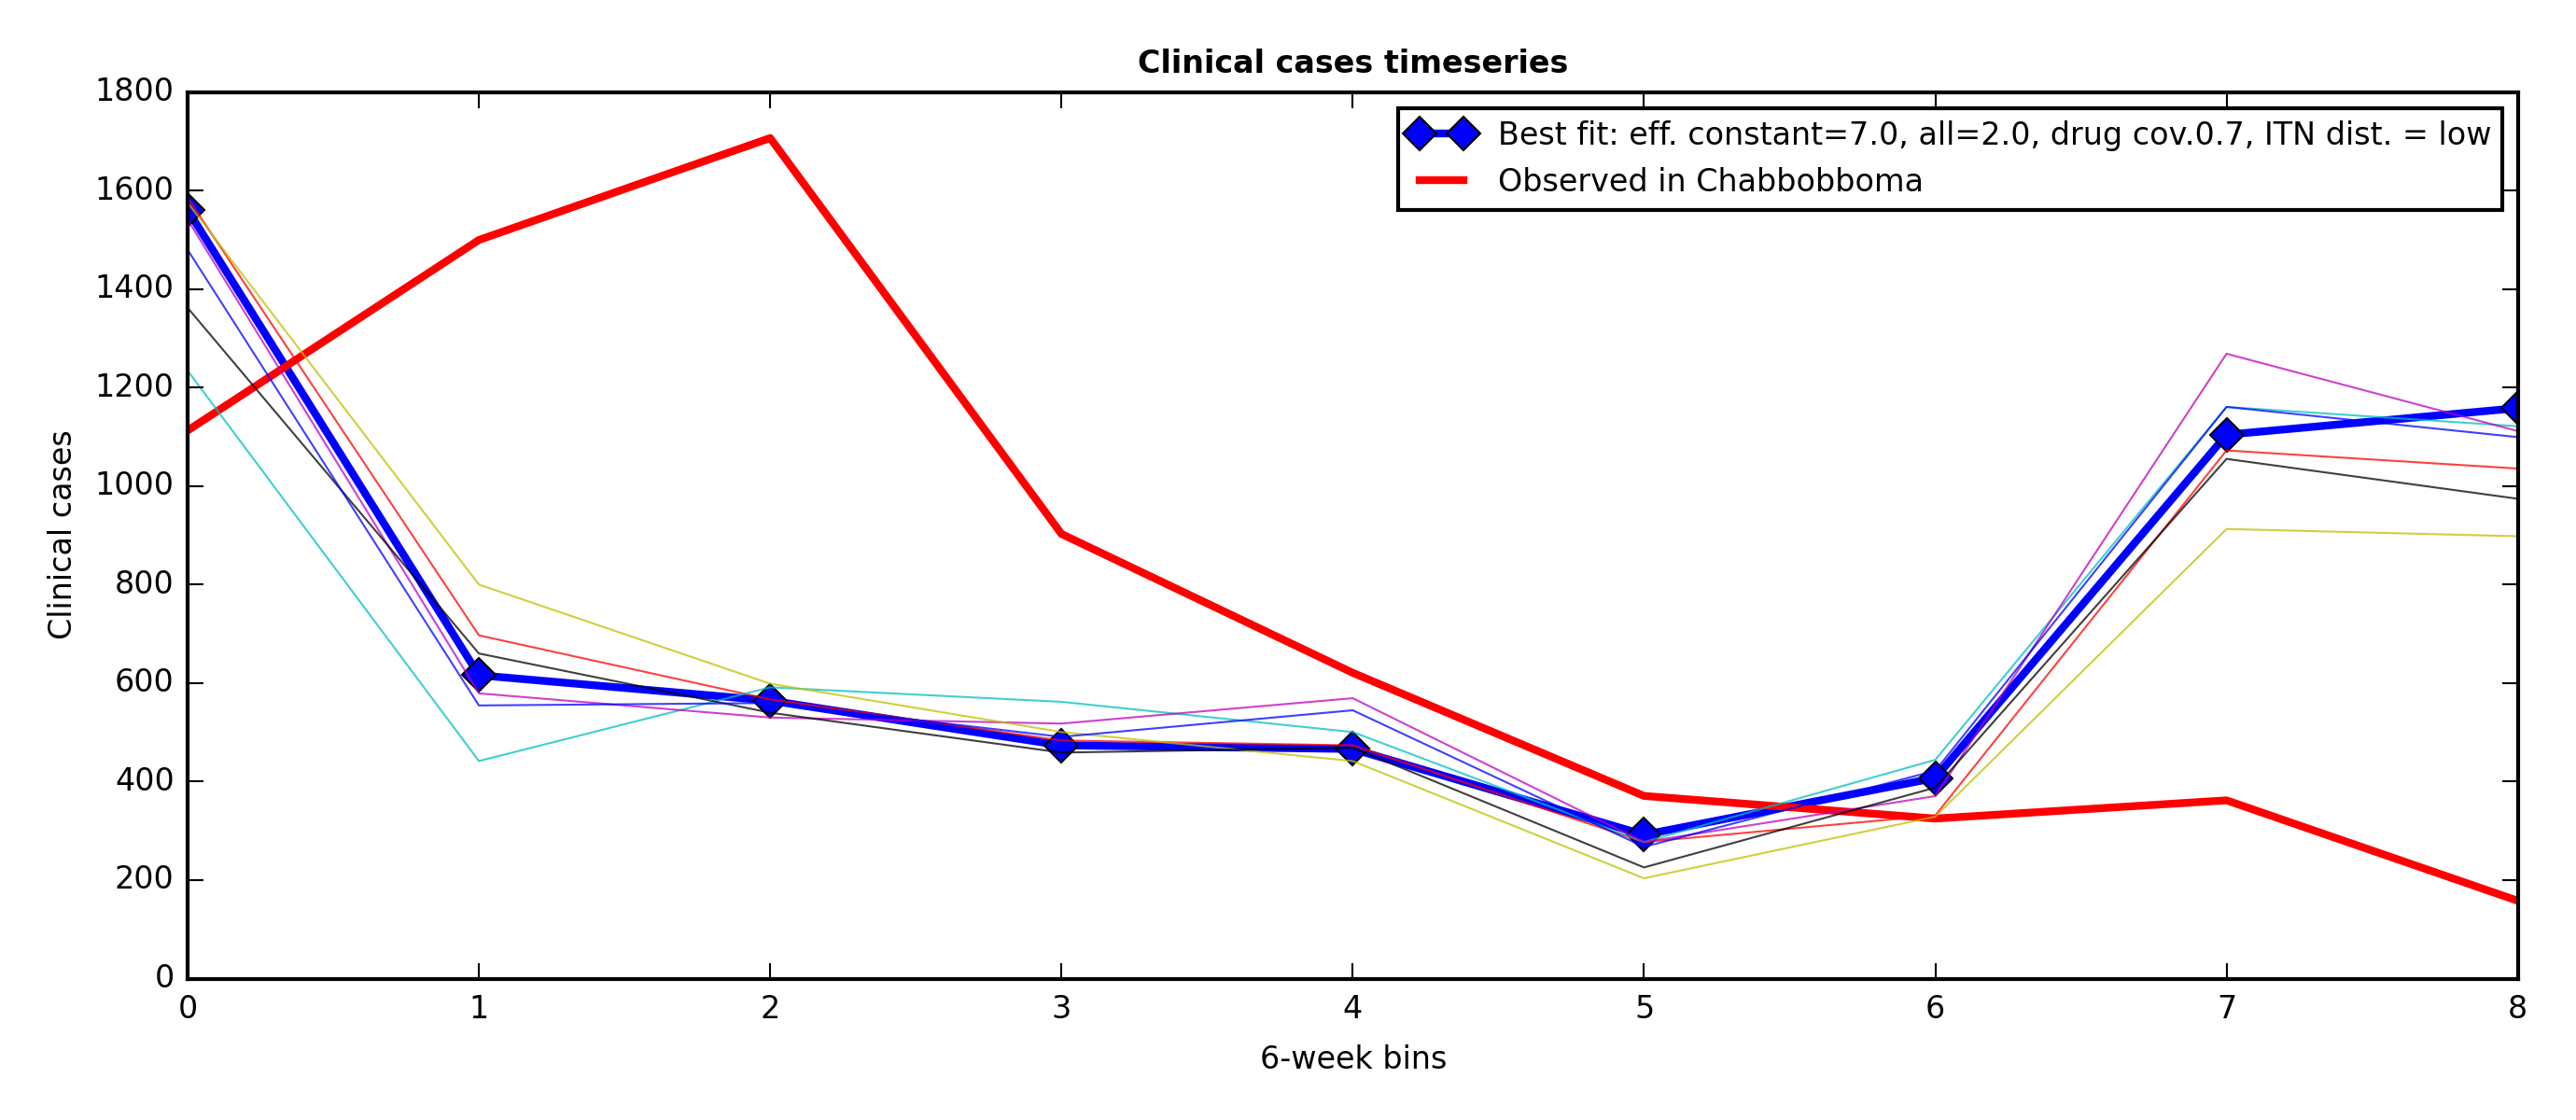 Clinical cases timeseries
Best fit: eff. constant=7.0, all=2.0, drug cov.0.7, ITN dist. = low
Observed in Chabbobboma
Clinical cases
1800
1600
1400
1200
1000
800
600
400
200
0
0 1 2 3 4 5 6 7 8
6-week bins